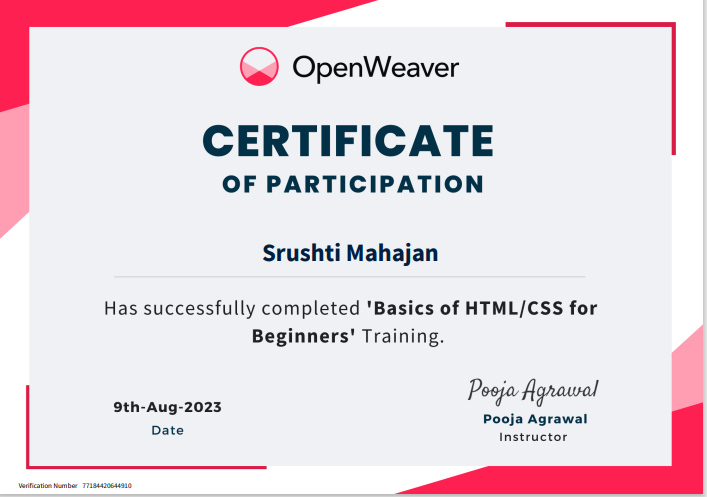 OpenWeaver
CERTIFICATE
OF PARTICIPATION
Srushti Mahajan
Has successfully completed 'Basics of HTML/CSS for
Beginners' Training.
9th-Aug-2023
Date
Pooja Agrawal
Pooja Agrawal
Instructor
Verification Number 77184420644910